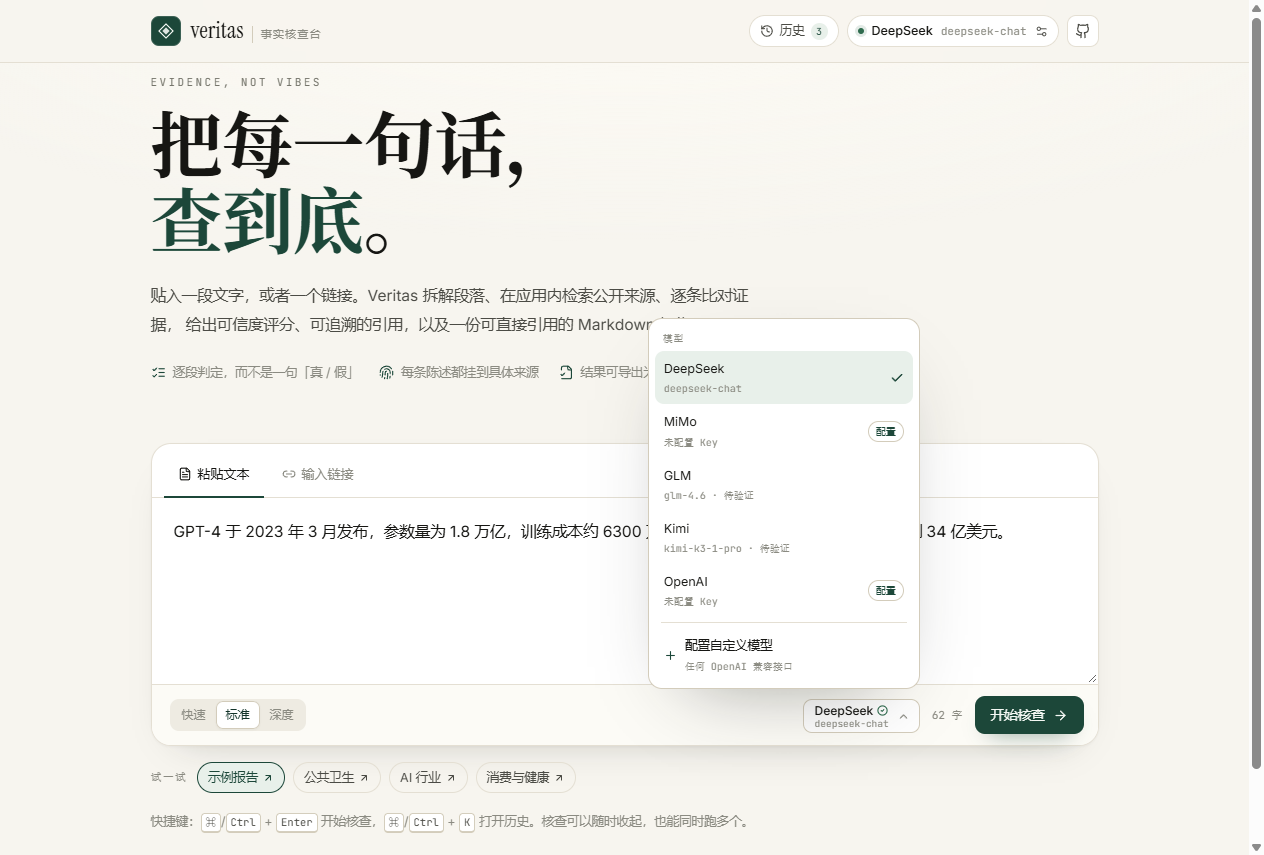 veritas 事实核查台
历史 3
DeepSeek deepseek-chat
EVIDENCE, NOT VIBES
把每一句话，
查到底。
贴入一段文字，或者一个链接。Veritas 拆解段落、在应用内检索公开来源、逐条比对证
据， 给出可信度评分、可追溯的引用，以及一份可直接引用的 Markdown
逐段判定，而不是一句「真 / 假」
每条陈述都挂到具体来源
结果可导出为
粘贴文本
输入链接
GPT-4 于 2023 年 3 月发布，参数量为 1.8 万亿，训练成本约 6300
34 亿美元。
模型
DeepSeek
deepseek-chat
MiMo
未配置 Key
配置
GLM
glm-4.6 · 待验证
Kimi
kimi-k3-1-pro · 待验证
OpenAI
未配置 Key
配置
配置自定义模型
任何 OpenAI 兼容接口
快速 标准 深度
DeepSeek
deepseek-chat
62 字
开始核查
试一试 示例报告 公共卫生 AI 行业 消费与健康
快捷键： ⌘/Ctrl + Enter 开始核查， ⌘/Ctrl + K 打开历史。核查可以随时收起，也能同时跑多个。